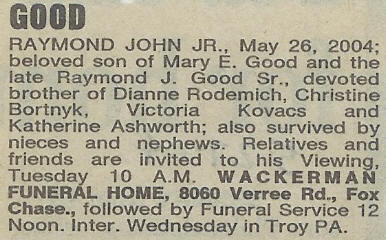 GOOD
RAYMOND JOHN JR., May 26, 2004;
beloved son of Mary E. Good and the
late Raymond J. Good Sr., devoted
brother of Dianne Rodemich, Christine
Bortnyk, Victoria Kovacs and
Katherine Ashworth; also survived by
nieces and nephews. Relatives and
friends are invited to his Viewing,
Tuesday 10 A.M. WACKERMAN
FUNERAL HOME, 8060 Verree Rd., Fox
Chase., followed by Funeral Service 12
Noon. Inter. Wednesday in Troy PA.